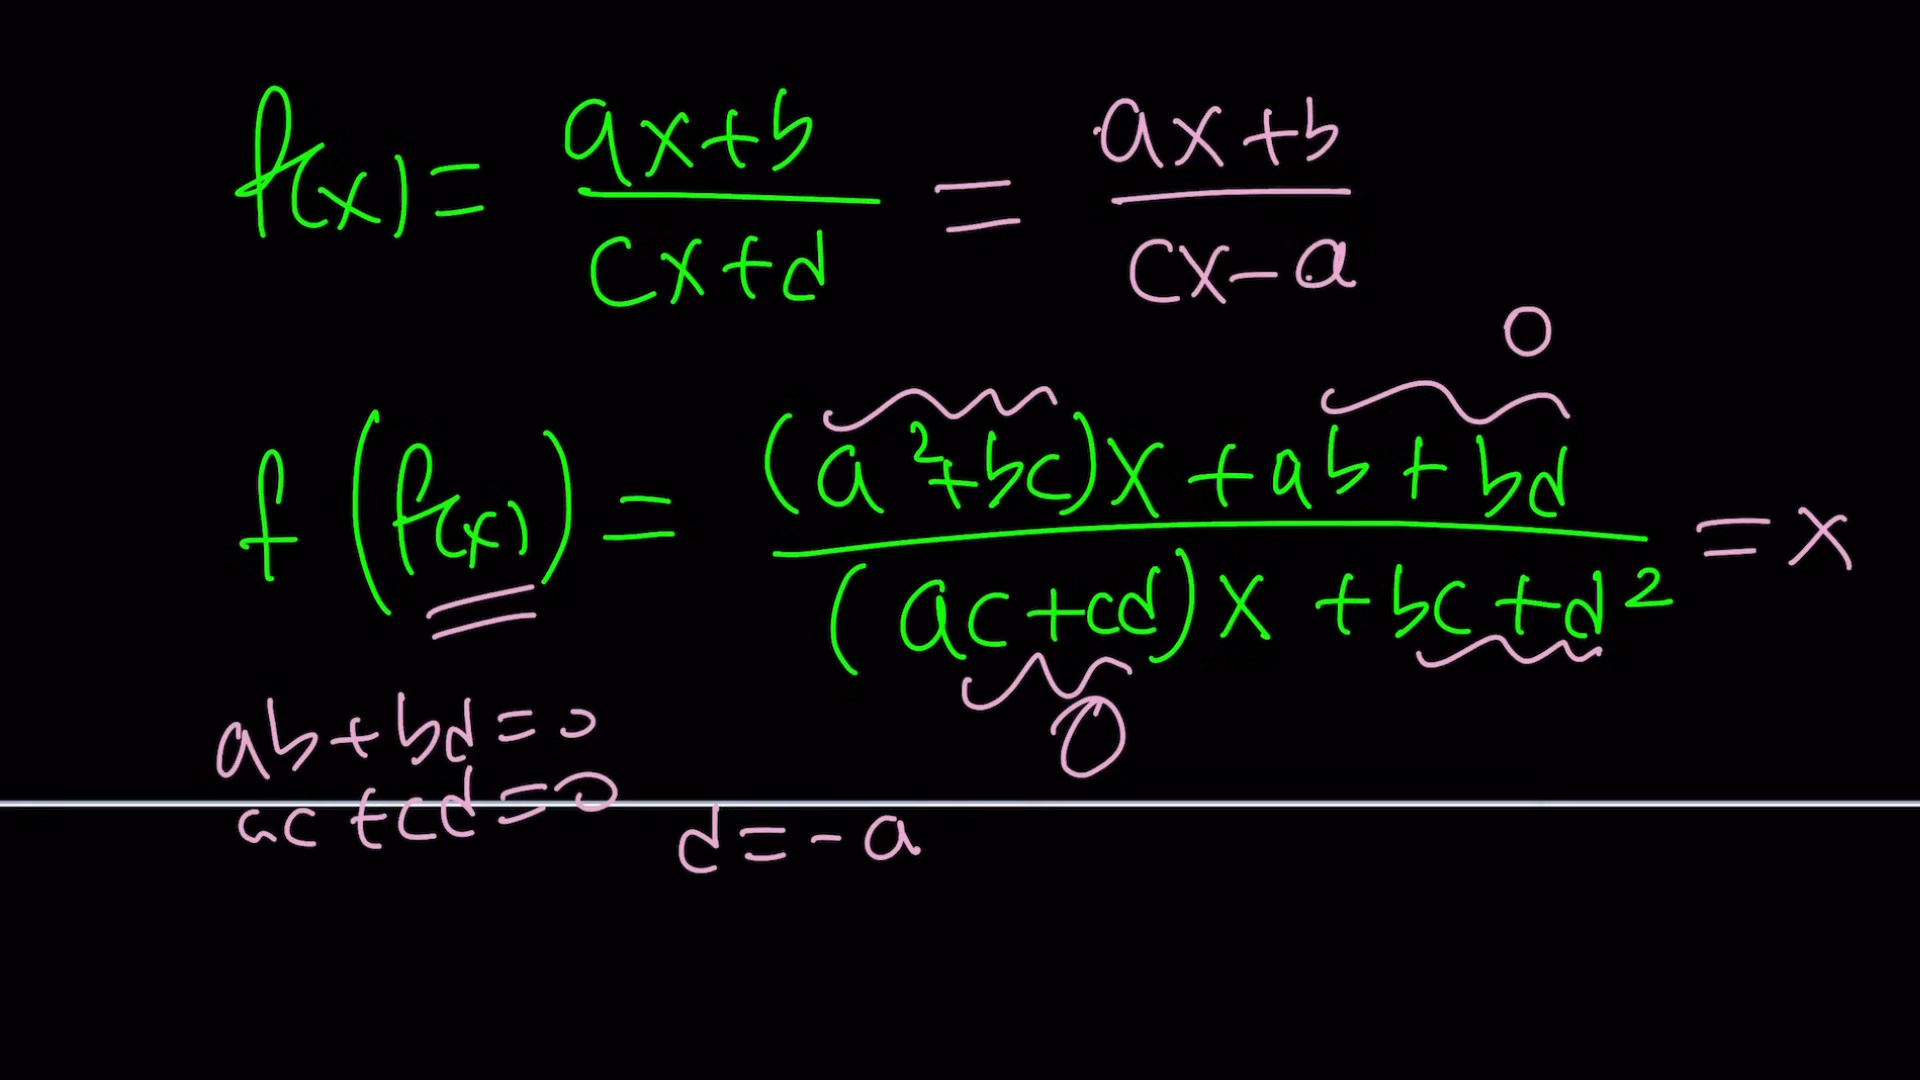 f(x) = (ax+b)/(cx+d) = (ax+b)/(cx-a)
f(f(x)) = ((a²+bc)x+ab+bd)/((ac+cd)x+bc+d²) = x
0
0
ab+bd=0
ac+cd=0
d=-a